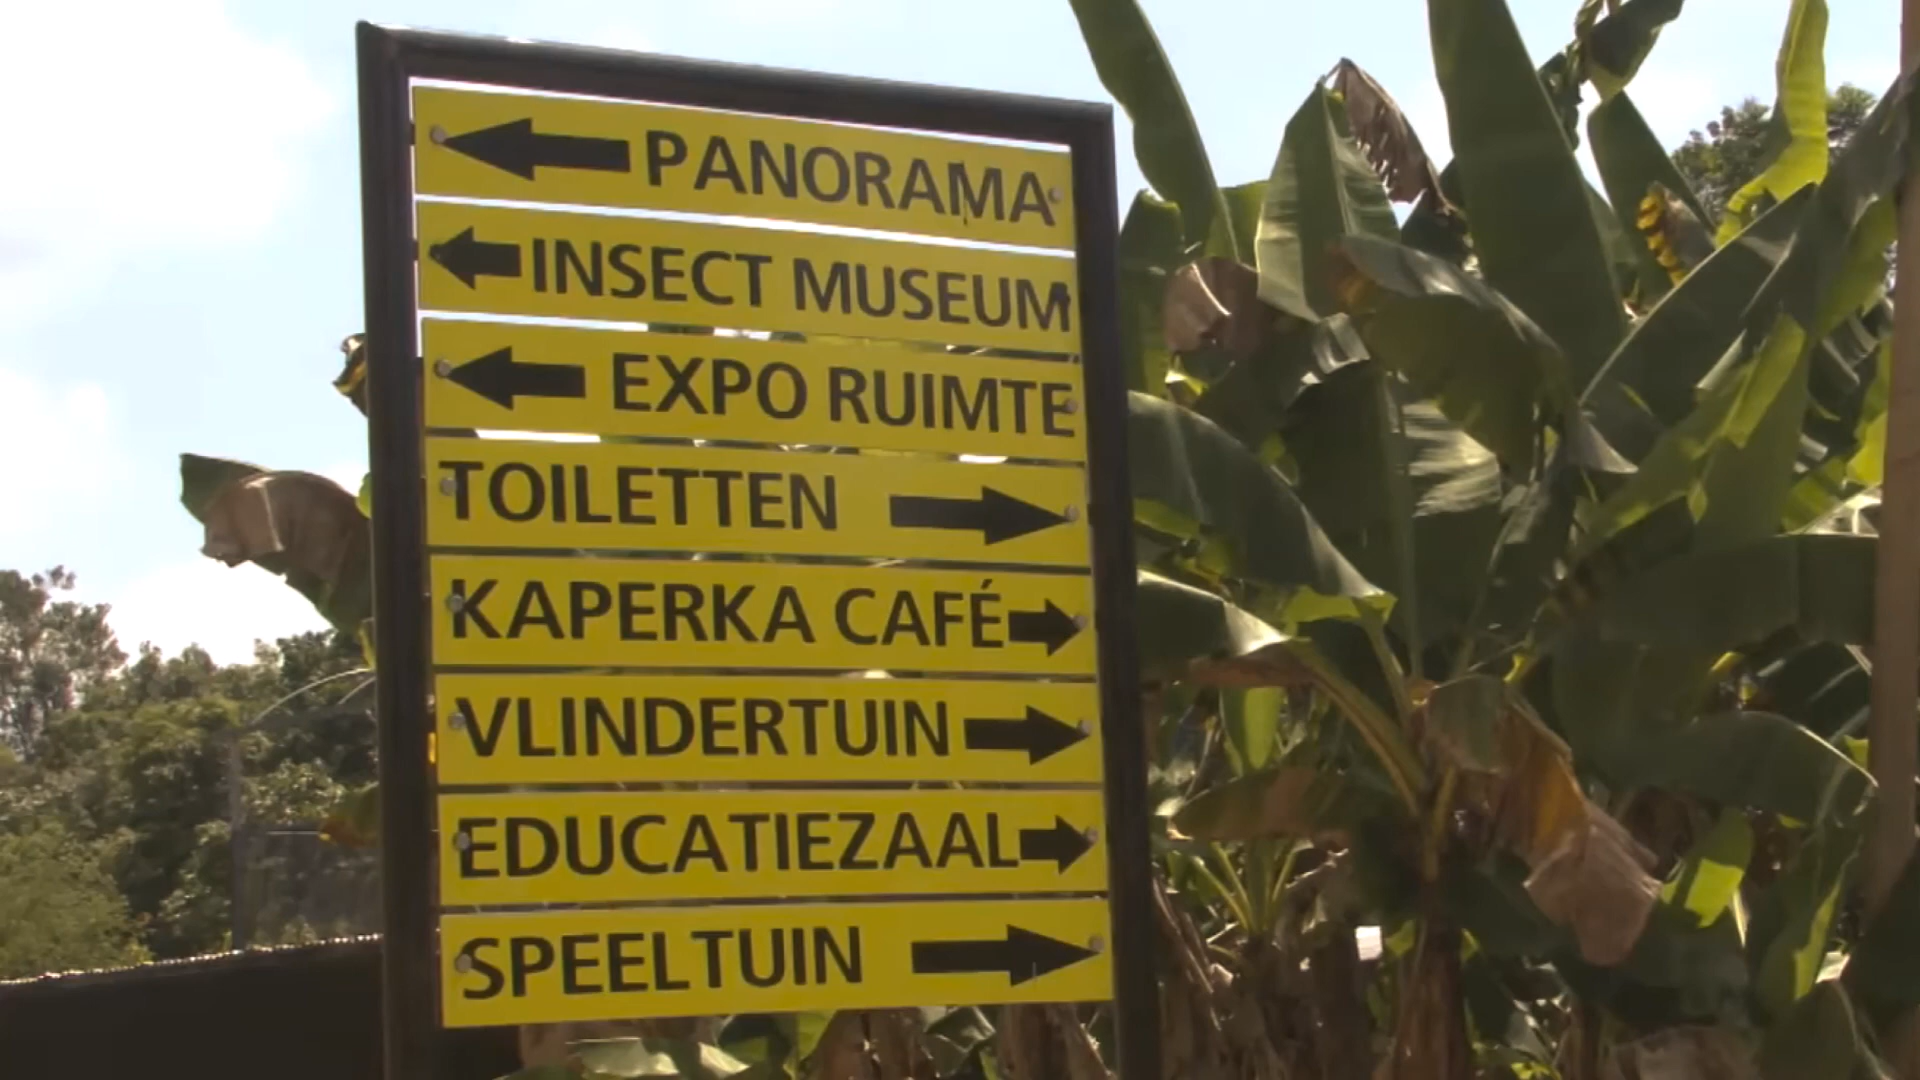 PANORAMA
INSECT MUSEUM
EXPO RUIMTE
TOILETTEN
KAPERKA CAFÉ
VLINDERTUIN
EDUCATIEZAAL
SPEELTUIN